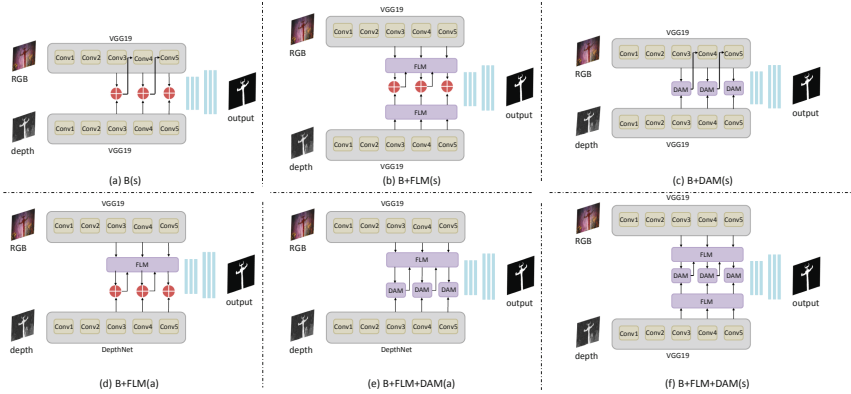 VGG19
Conv1 Conv2 Conv3 Conv4 Conv5
RGB
depth
Conv1 Conv2 Conv3 Conv4 Conv5
VGG19
output
(a) B(s)
VGG19
Conv1 Conv2 Conv3 Conv4 Conv5
RGB
FLM
FLM
depth
Conv1 Conv2 Conv3 Conv4 Conv5
VGG19
output
(b) B+FLM(s)
VGG19
Conv1 Conv2 Conv3 Conv4 Conv5
RGB
DAM DAM DAM
depth
Conv1 Conv2 Conv3 Conv4 Conv5
VGG19
output
(c) B+DAM(s)
VGG19
Conv1 Conv2 Conv3 Conv4 Conv5
RGB
FLM
depth
Conv1 Conv2 Conv3 Conv4 Conv5
DepthNet
output
(d) B+FLM(a)
VGG19
Conv1 Conv2 Conv3 Conv4 Conv5
RGB
FLM
DAM DAM DAM
depth
Conv1 Conv2 Conv3 Conv4 Conv5
DepthNet
output
(e) B+FLM+DAM(a)
VGG19
Conv1 Conv2 Conv3 Conv4 Conv5
RGB
FLM
DAM DAM DAM
FLM
depth
Conv1 Conv2 Conv3 Conv4 Conv5
VGG19
output
(f) B+FLM+DAM(s)